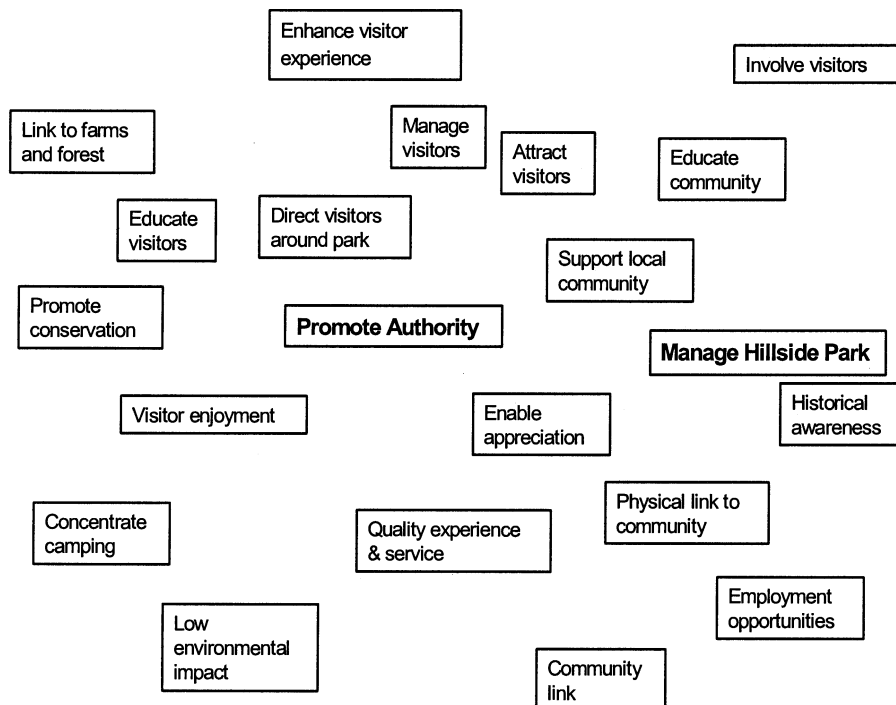 Enhance visitor
experience
Involve visitors
Link to farms
and forest
Manage
visitors
Attract
visitors
Educate
community
Educate
visitors
Direct visitors
around park
Support local
community
Promote
conservation
Promote Authority
Manage Hillside Park
Visitor enjoyment
Enable
appreciation
Historical
awareness
Concentrate
camping
Quality experience
& service
Physical link to
community
Employment
opportunities
Low
environmental
impact
Community
link